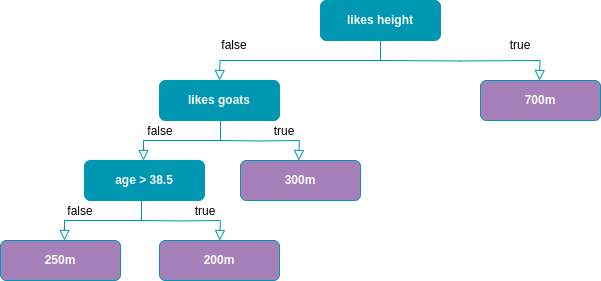 likes height
false
true
likes goats
700m
false
true
age > 38.5
300m
false
true
250m
200m